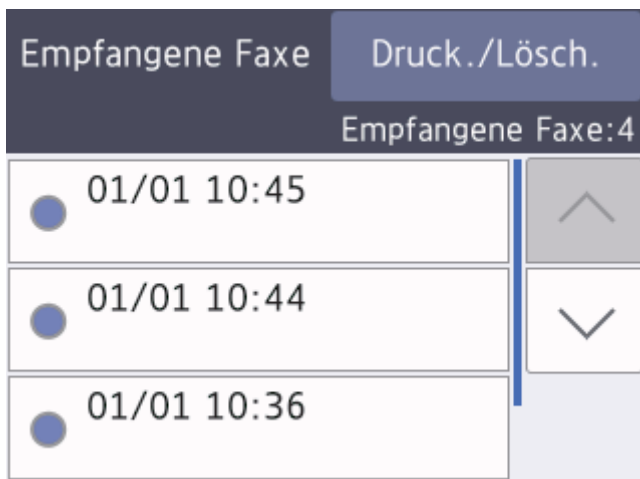 Empfangene Faxe
Druck./Lösch.
Empfangene Faxe:4
01/01 10:45
01/01 10:44
01/01 10:36